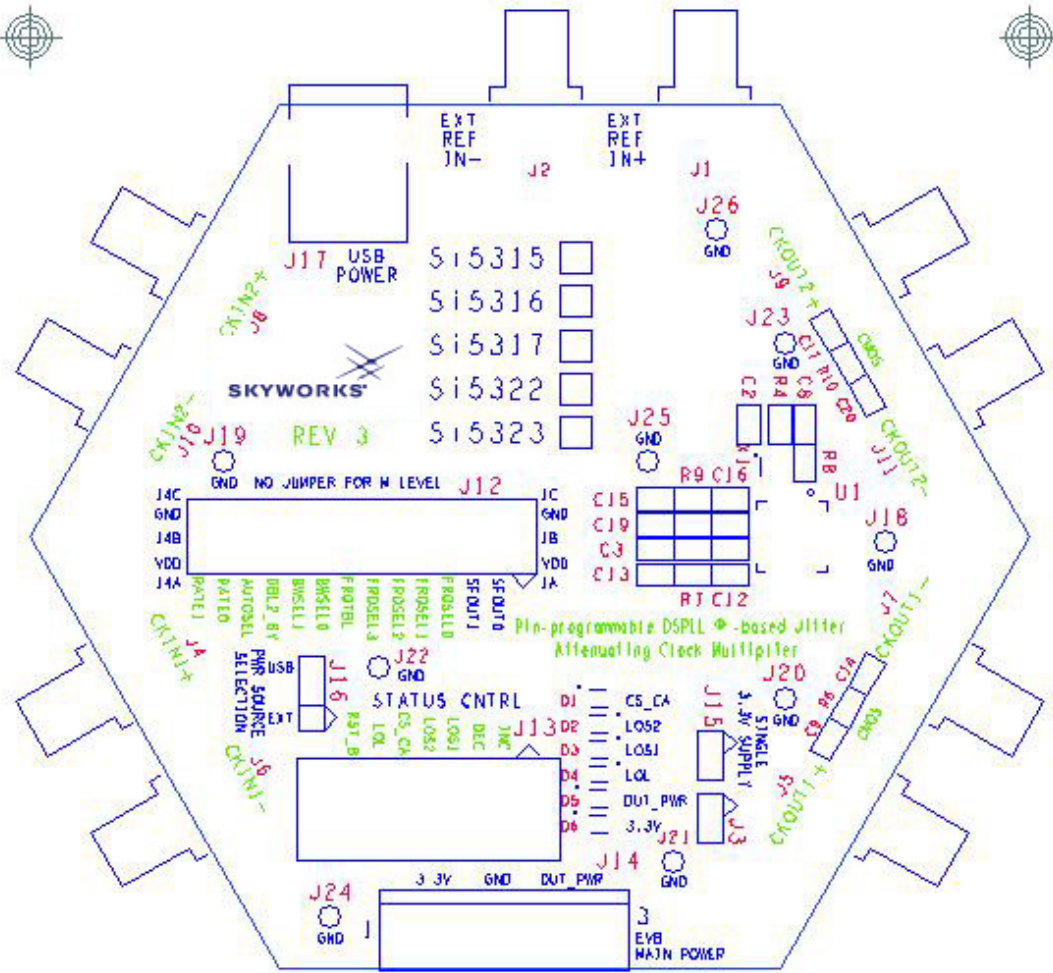 EXT
REF
IN-
EXT
REF
IN+
J2
J1
J26
GND
J17
USB
POWER
CKIN2+
J8
CKOUT2+
J9
Si5315
Si5316
Si5317
Si5322
Si5323
J23
GND
C17
R10
C20
CMOS
SKYWORKS
REV 3
C2
R4
C8
R8
CKIN2-
J10
J19
GND
J25
GND
CKOUT2-
J11
NO JUMPER FOR M LEVEL
J12
J4C
GND
J4B
VDD
J4A
JC
GND
JB
VDD
JA
R9
C16
C15
C19
C3
C13
R1
C12
U1
J18
GND
RATE1
RATE0
AUTOSEL
DBL2_BY
BWSEL1
BWSEL0
FRQTBL
FRQSEL3
FRQSEL2
FRQSEL1
FRQSEL0
SFOUT1
SFOUT0
Pin-programmable DSPLL ®-based Jitter
Attenuating Clock Multiplier
CKIN1+
J4
J7
CKOUT1-
PWR SOURCE
SELECTION
USB
EXT
J16
J22
GND
J20
GND
C14
R6
C9
CMOS
STATUS CNTRL
RST_B
LOL
CS_CA
LOS2
LOS1
DEC
INC
J13
D1
CS_CA
D2
LOS2
D3
LOS1
D4
LOL
D5
DUT_PWR
D6
3.3V
J15
SINGLE
3.3V SUPPLY
J3
CKIN1-
J6
J5
CKOUT1+
J21
GND
J14
3.3V
GND
DUT_PWR
J24
GND
1
3
EVB
MAIN POWER